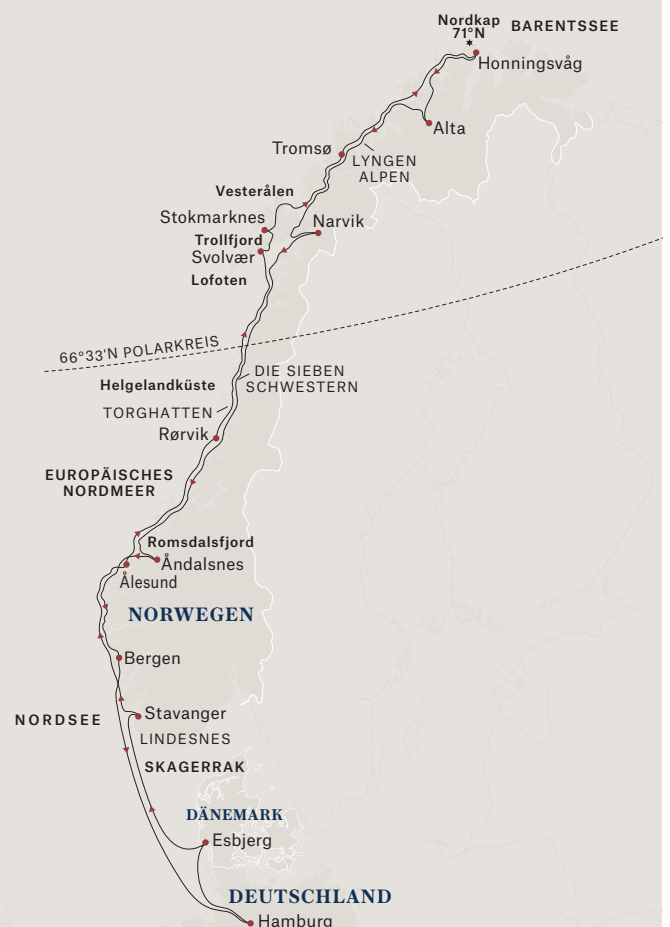 Nordkap
71°N
BARENTSSEE
Honningsvåg
Alta
Tromsø
LYNGEN
ALPEN
Vesterålen
Stokmarknes
Narvik
Trollfjord
Svolvær
Lofoten
66°33'N POLARKREIS
DIE SIEBEN
SCHWESTERN
Helgelandküste
TORGHATTEN
Rørvik
EUROPÄISCHES
NORDMEER
Romsdalsfjord
Åndalsnes
Ålesund
NORWEGEN
Bergen
Stavanger
NORDSEE
LINDESNES
SKAGERRAK
DÄNEMARK
Esbjerg
DEUTSCHLAND
Hamburg